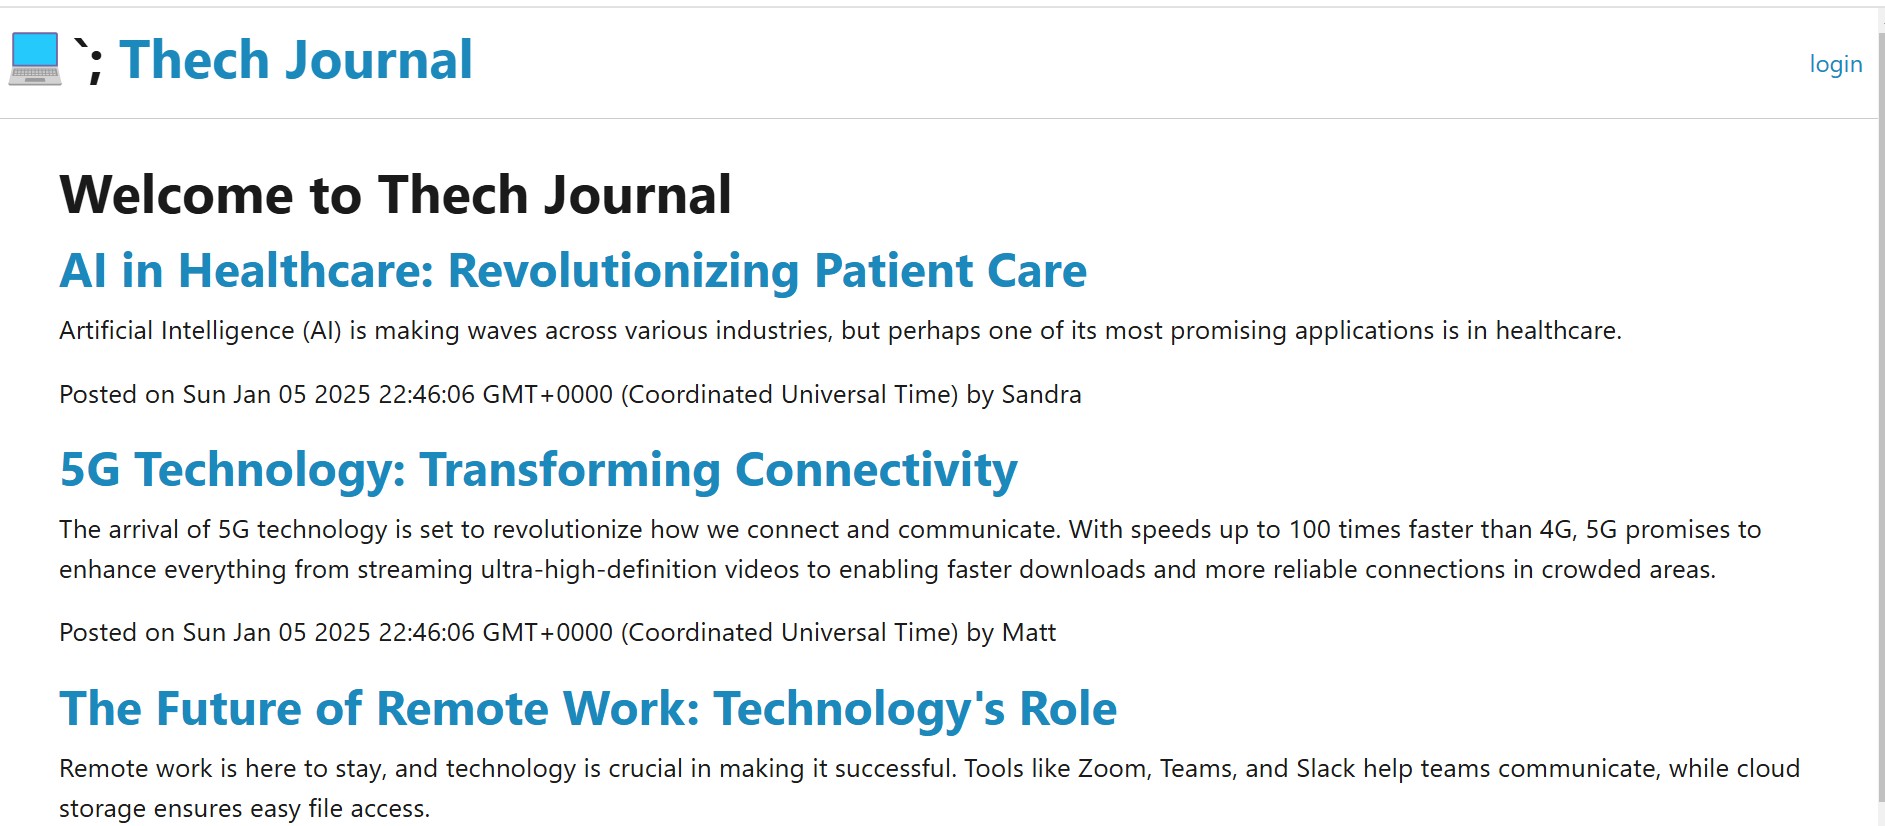 `; Thech Journal
login
Welcome to Thech Journal
AI in Healthcare: Revolutionizing Patient Care
Artificial Intelligence (AI) is making waves across various industries, but perhaps one of its most promising applications is in healthcare.
Posted on Sun Jan 05 2025 22:46:06 GMT+0000 (Coordinated Universal Time) by Sandra
5G Technology: Transforming Connectivity
The arrival of 5G technology is set to revolutionize how we connect and communicate. With speeds up to 100 times faster than 4G, 5G promises to
enhance everything from streaming ultra-high-definition videos to enabling faster downloads and more reliable connections in crowded areas.
Posted on Sun Jan 05 2025 22:46:06 GMT+0000 (Coordinated Universal Time) by Matt
The Future of Remote Work: Technology's Role
Remote work is here to stay, and technology is crucial in making it successful. Tools like Zoom, Teams, and Slack help teams communicate, while cloud
storage ensures easy file access.